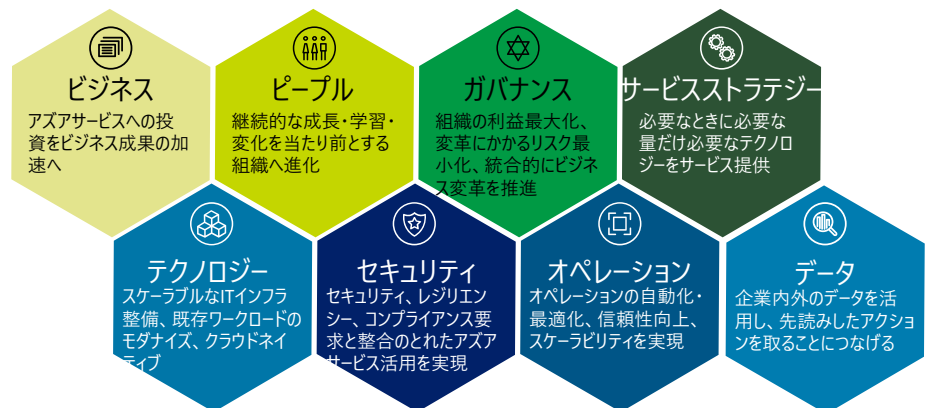 ビジネス
アズアサービスへの投
資をビジネス成果の加
速へ
ピープル
継続的な成長・学習・
変化を当たり前とする
組織へ進化
ガバナンス
組織の利益最大化、
変革にかかるリスク最
小化、統合的にビジネ
ス変革を推進
サービスストラテジー
必要なときに必要な
量だけ必要なテクノロ
ジーをサービス提供
テクノロジー
スケーラブルなITインフラ
整備、既存ワークロードの
モダナイズ、クラウドネイ
ティブ
セキュリティ
セキュリティ、レジリエン
シー、コンプライアンス要
求と整合のとれたアズア
サービス活用を実現
オペレーション
オペレーションの自動化・
最適化、信頼性向上、
スケーラビリティを実現
データ
企業内外のデータを活
用し、先読みしたアクショ
ンを取ることにつなげる